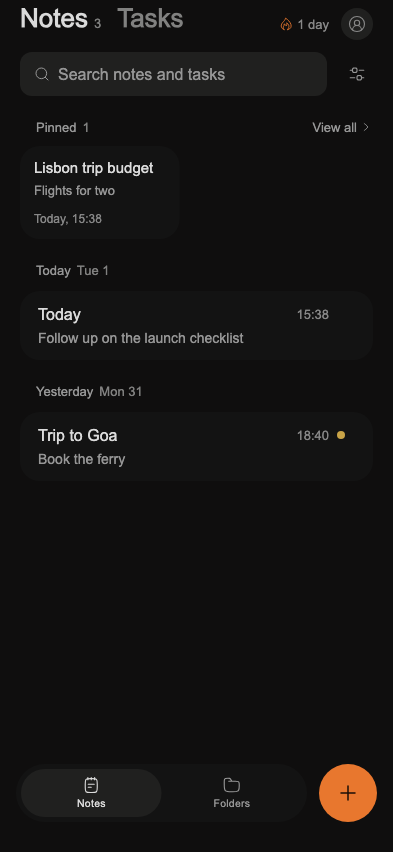 Notes 3 Tasks 1 day
Search notes and tasks
Pinned 1 View all
Lisbon trip budget
Flights for two
Today, 15:38
Today Tue 1
Today 15:38
Follow up on the launch checklist
Yesterday Mon 31
Trip to Goa 18:40
Book the ferry
Notes Folders